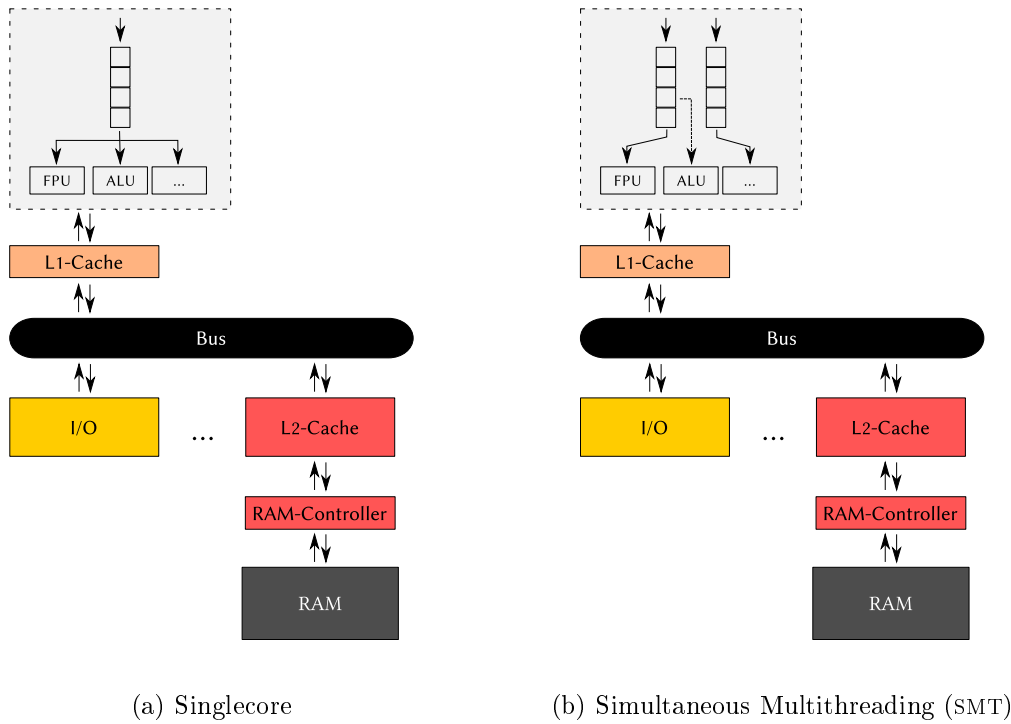 FPU ALU ...
L1-Cache
Bus
I/O ... L2-Cache
RAM-Controller
RAM
(a) Singlecore
FPU ALU ...
L1-Cache
Bus
I/O ... L2-Cache
RAM-Controller
RAM
(b) Simultaneous Multithreading (SMT)